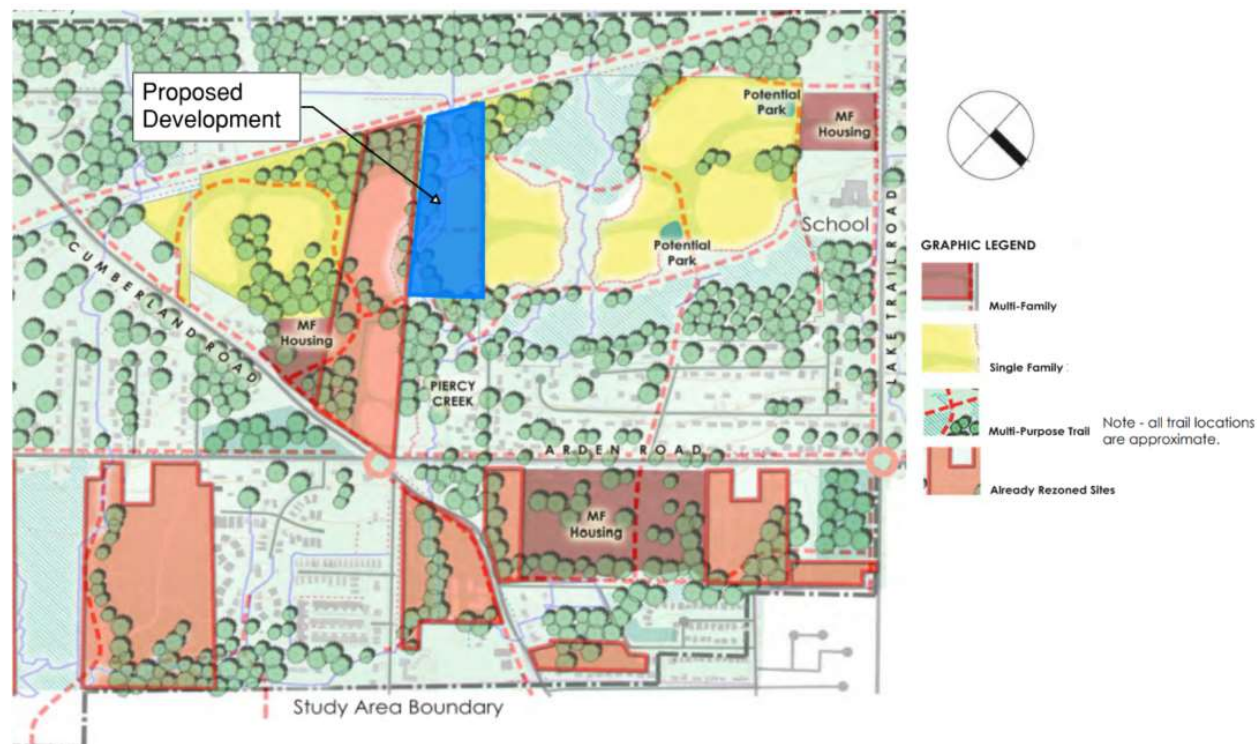 Proposed
Development
Potential
Park
MF
Housing
School
Potential
Park
LAKE TRAIL ROAD
CUMBERLAND ROAD
MF
Housing
PIERCY
CREEK
ARDEN ROAD
MF
Housing
Study Area Boundary
GRAPHIC LEGEND
Multi-Family
Single Family
Multi-Purpose Trail
Note - all trail locations
are approximate.
Already Rezoned Sites